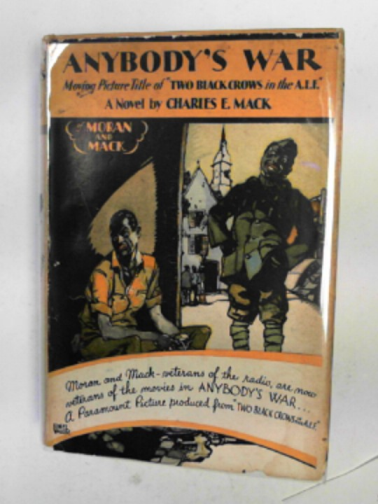 ANYBODY'S WAR
Moving Picture Title of "TWO BLACK CROWS in the A.E.F."
A Novel by CHARLES E. MACK
MORAN
AND
MACK
Moran and Mack-veterans of the radio, are now
veterans of the movies in ANYBODY'S WAR...
A Paramount Picture produced from "TWO BLACK CROWS in the A.E.F."